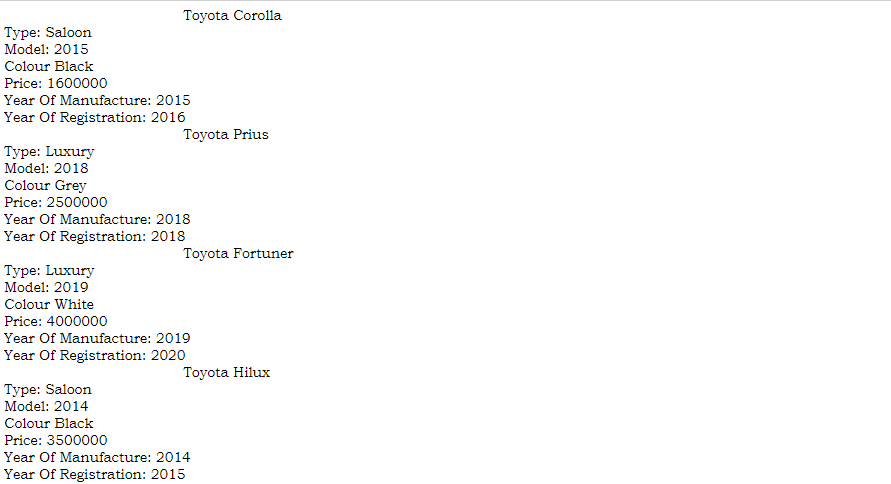 Toyota Corolla
Type: Saloon
Model: 2015
Colour Black
Price: 1600000
Year Of Manufacture: 2015
Year Of Registration: 2016
Toyota Prius
Type: Luxury
Model: 2018
Colour Grey
Price: 2500000
Year Of Manufacture: 2018
Year Of Registration: 2018
Toyota Fortuner
Type: Luxury
Model: 2019
Colour White
Price: 4000000
Year Of Manufacture: 2019
Year Of Registration: 2020
Toyota Hilux
Type: Saloon
Model: 2014
Colour Black
Price: 3500000
Year Of Manufacture: 2014
Year Of Registration: 2015